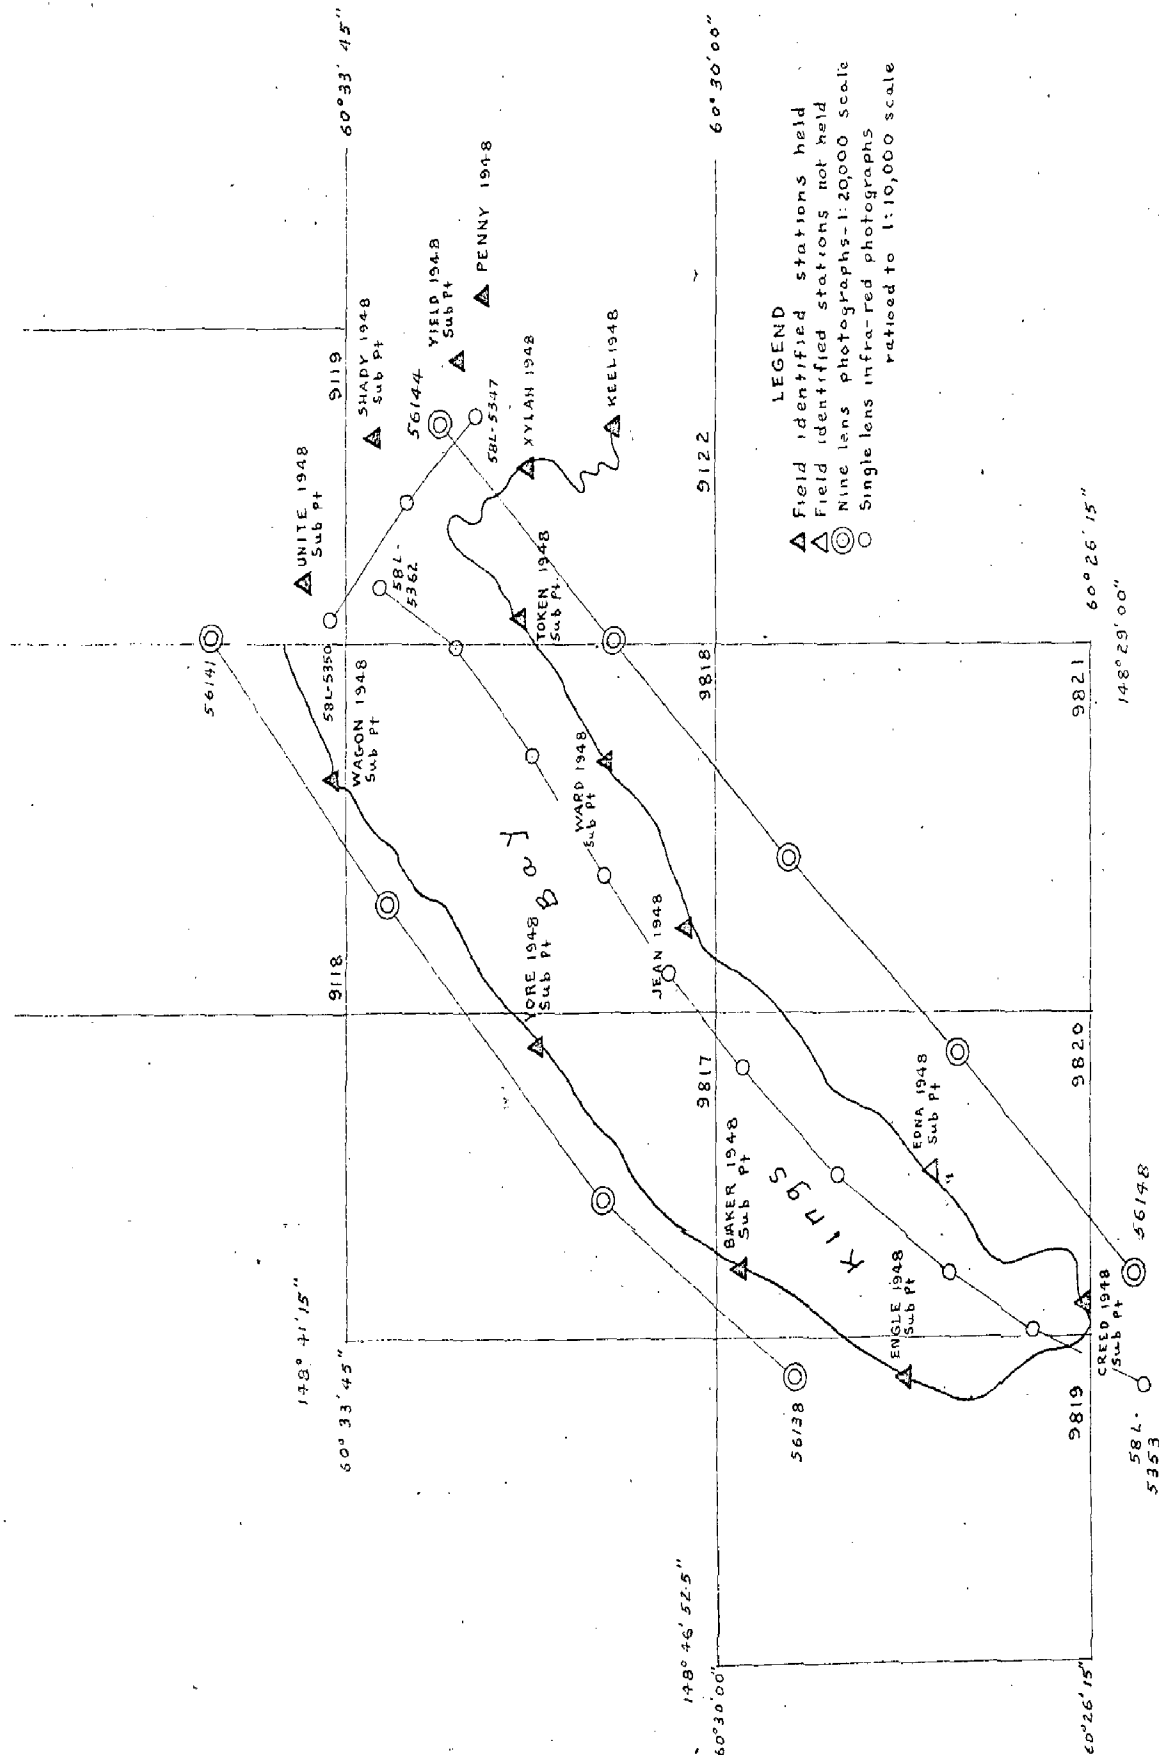 148° 41' 15"
60° 33' 45"
60° 33' 45"
148° 46' 52.5"
60° 30' 00"
60° 30' 00"
60° 26' 15"
60° 26' 15"
148° 29' 00"
9118
9119
9817
9818
9122
9819
9820
9821
56141
56138
56144
56148
58L-5350
58L-
5362
58L-5347
58L-
5353
UNITE 1948
Sub Pt
SHADY 1948
Sub Pt
YIELD 1948
Sub Pt
PENNY 1948
XYLAN 1948
KEEL 1948
TOKEN 1948
Sub Pt.
WAGON 1948
Sub Pt
WARD 1948
Sub Pt
JEAN 1948
VORE 1948
Sub Pt
BAKER 1948
Sub Pt
ENGLE 1948
Sub Pt
EDNA 1948
Sub Pt
CREED 1948
Sub Pt
Kings Bay
LEGEND
Field identified stations held
Field identified stations not held
Nine lens photographs-1:20,000 scale
Single lens infra-red photographs
ratioed to 1:10,000 scale